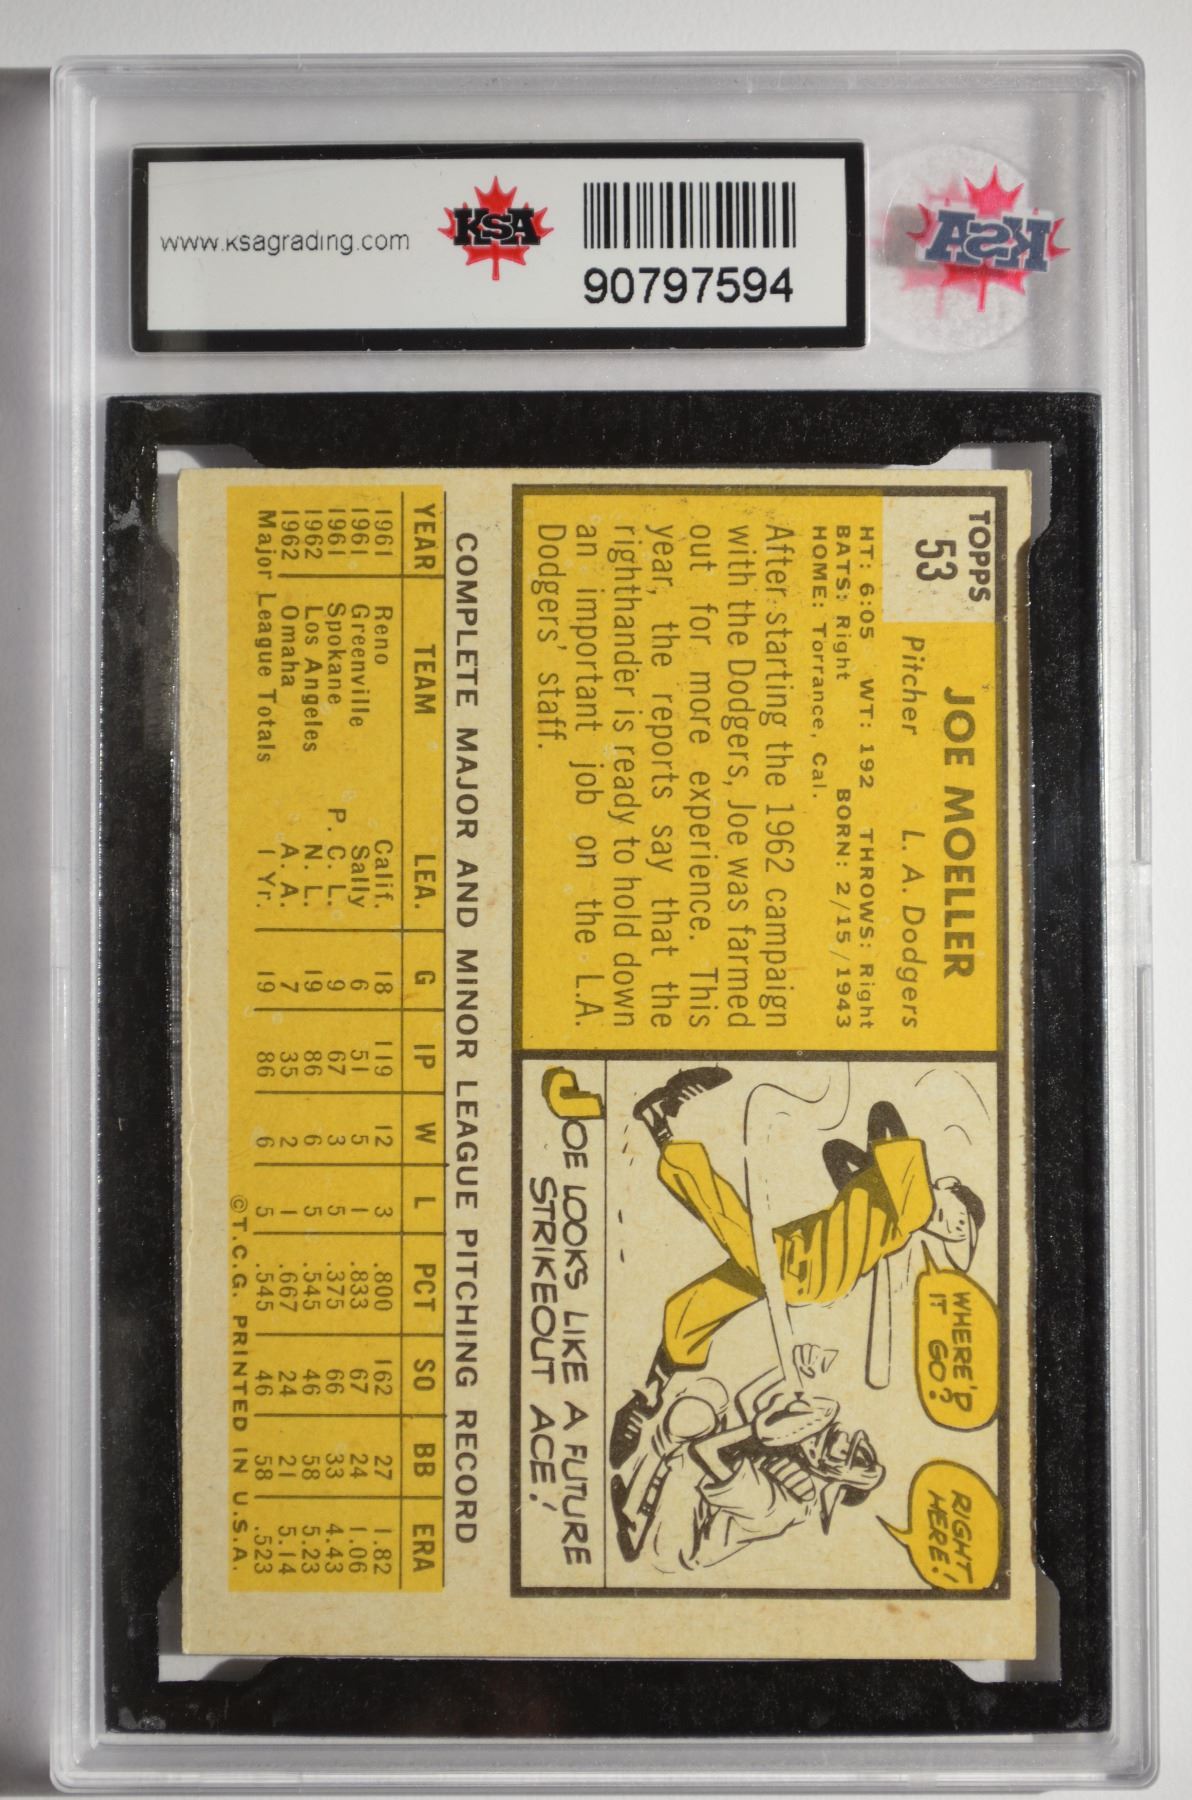 www.ksagrading.com
KSA
90797594
KSA
TOPPS
53
JOE MOELLER
Pitcher L. A. Dodgers
HT: 6:05 WT: 192 THROWS: Right
BATS: Right BORN: 2/15/1943
HOME: Torrance, Cal.
After starting the 1962 campaign
with the Dodgers, Joe was farmed
out for more experience. This
year, the reports say that the
righthander is ready to hold down
an important job on the L.A.
Dodgers' staff.
WHERE'D
IT GO?
RIGHT
HERE!
JOE LOOKS LIKE A FUTURE
STRIKEOUT ACE!
COMPLETE MAJOR AND MINOR LEAGUE PITCHING RECORD
YEAR TEAM LEA. G IP W L PCT SO BB ERA
1961 Reno Calif. 18 119 12 3 .800 162 27 1.82
1961 Greenville Sally 6 51 5 1 .833 67 24 1.06
1961 Spokane P. C. L. 9 67 3 5 .375 66 33 4.43
1962 Los Angeles N. L. 19 86 6 5 .545 46 58 5.23
1962 Omaha A. A. 7 35 2 1 .667 24 21 5.14
Major League Totals 1 Yr. 19 86 6 5 .545 46 58 .523
©T.C.G. PRINTED IN U.S.A.